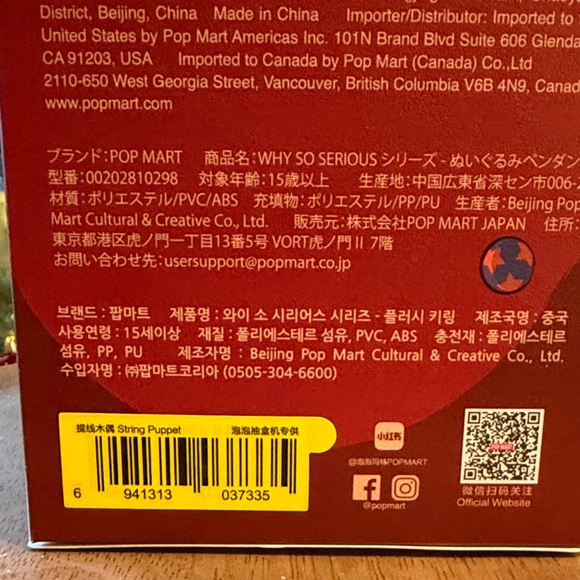 District, Beijing, China Made in China Importer/Distributor: Imported to
United States by Pop Mart Americas Inc. 101N Brand Blvd Suite 606
CA 91203, USA Imported to Canada by Pop Mart (Canada) Co.,Ltd
2110-650 West Georgia Street, Vancouver, British Columbia V6B 4N9,
www.popmart.com
ブランド:POP MART 商品名:WHY SO SERIOUS シリーズ - ぬいぐるみペンダン
型番:00202810298 対象年齢:15歳以上 生産地:中国広東省深セン市006-
材質:ポリエステル/PVC/ABS 充填物:ポリエステル/PP/PU 生産者:Beijing Pop
Mart Cultural & Creative Co., Ltd. 販売元:株式会社POP MART JAPAN 住所:
東京都港区虎ノ門一丁目13番5号 VORT虎ノ門II 7階
お問い合わせ先:usersupport@popmart.co.jp
브랜드 : 팝마트 제품명 : 와이 소 시리어스 시리즈 - 플러시 키링 제조국명 : 중국
사용연령 : 15세이상 재질 : 폴리에스테르 섬유, PVC, ABS 충전재 : 폴리에스테르
섬유, PP, PU 제조자명 : Beijing Pop Mart Cultural & Creative Co., Ltd.
수입자명 : ㈜팝마트코리아 (0505-304-6600)
提线木偶 String Puppet 泡泡抽盒机专供
6 941313 037335
小红书
@泡泡玛特POPMART
@popmart
POP MART
微信扫码关注
Official Website